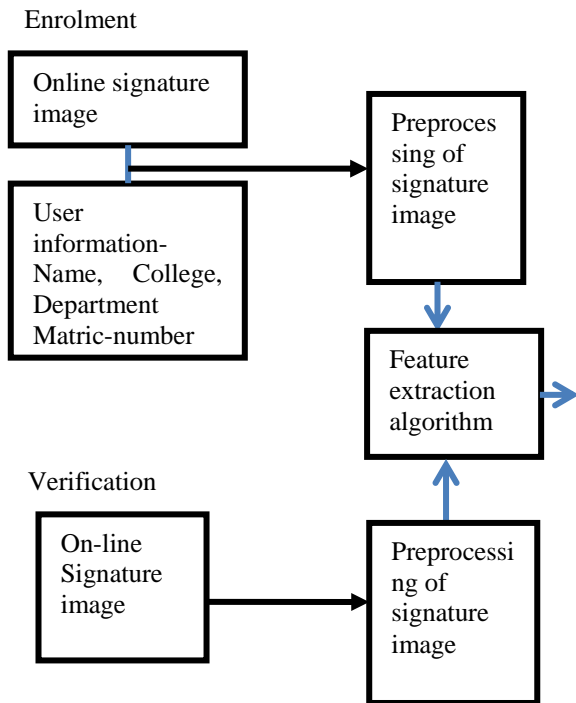 Enrolment
Online signature
image
User
information-
Name, College,
Department
Matric-number
Preproces
sing of
signature
image
Feature
extraction
algorithm
Verification
On-line
Signature
image
Preprocessi
ng of
signature
image